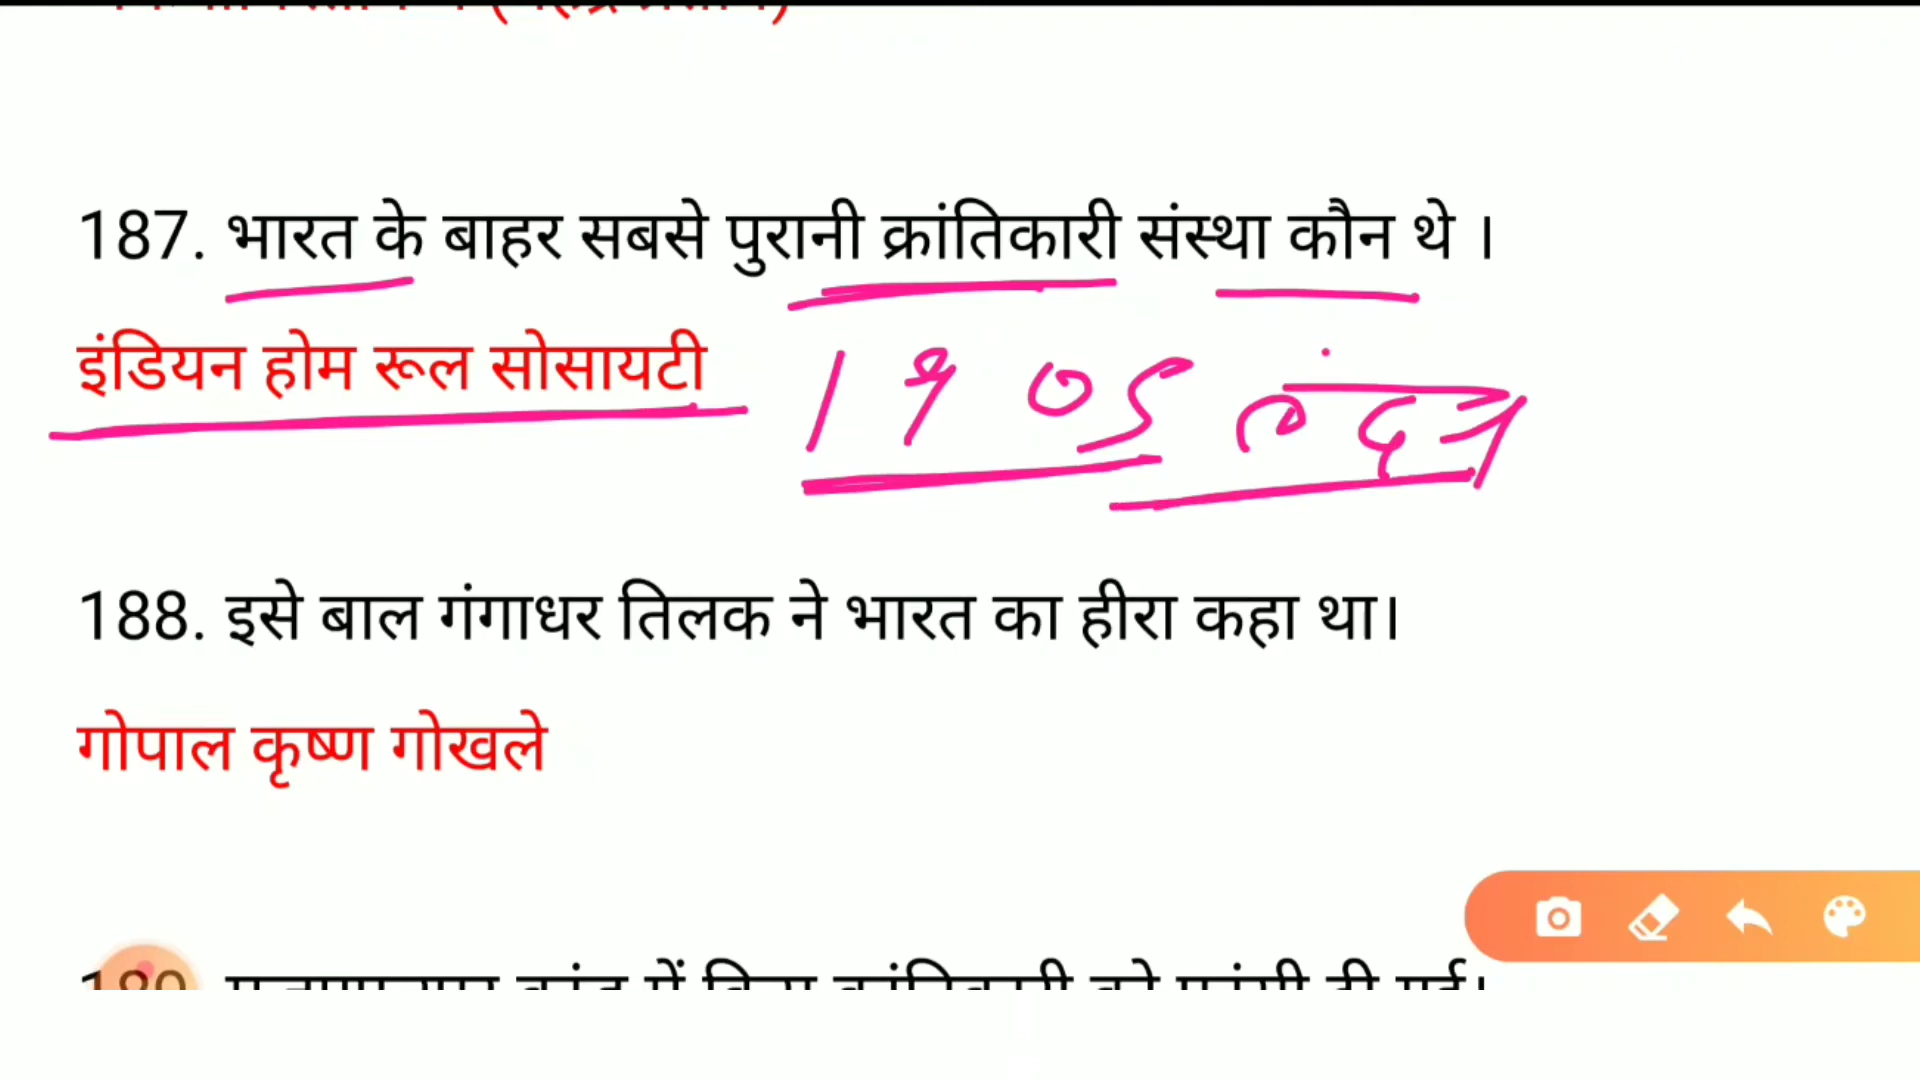 187. भारत के बाहर सबसे पुरानी क्रांतिकारी संस्था कौन थे ।
इंडियन होम रूल सोसायटी 1905 लंदन
188. इसे बाल गंगाधर तिलक ने भारत का हीरा कहा था।
गोपाल कृष्ण गोखले